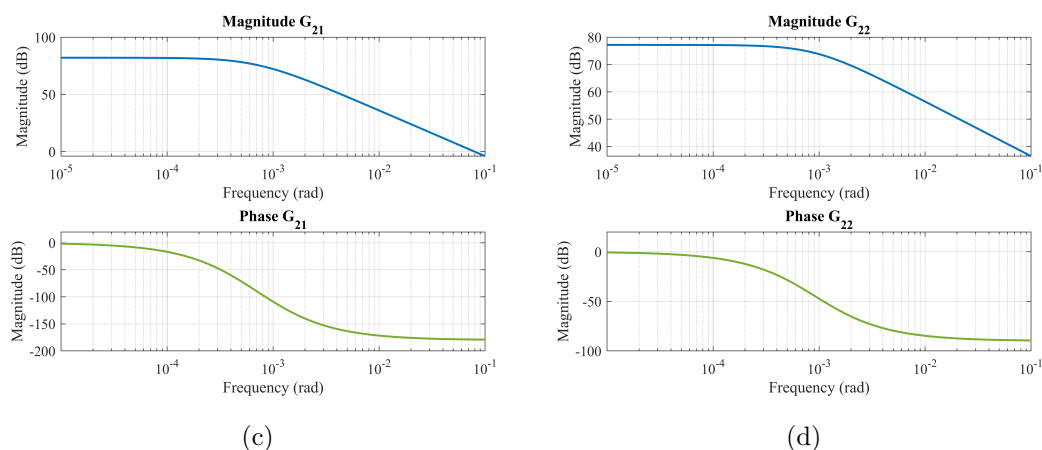 Magnitude G21
Magnitude (dB)
100
50
0
10-5
10-4
10-3
10-2
10-1
Frequency (rad)
Phase G21
Magnitude (dB)
0
-50
-100
-150
-200
10-4
10-3
10-2
10-1
Frequency (rad)
(c)
Magnitude G22
Magnitude (dB)
80
70
60
50
40
10-5
10-4
10-3
10-2
10-1
Frequency (rad)
Phase G22
Magnitude (dB)
0
-50
-100
10-4
10-3
10-2
10-1
Frequency (rad)
(d)